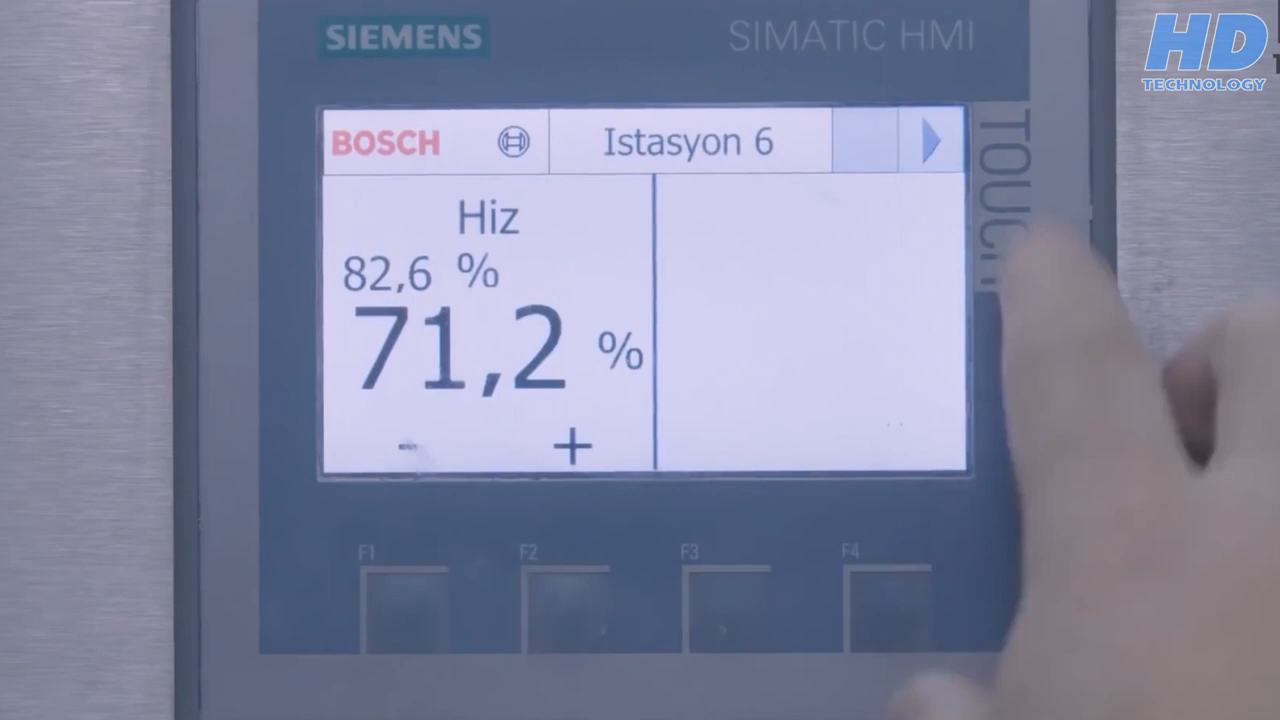 SIEMENS
SIMATIC HMI
HD
TECHNOLOGY
BOSCH
Istasyon 6
TOUCH
Hiz
82,6 %
71,2 %
- +
F1 F2 F3 F4